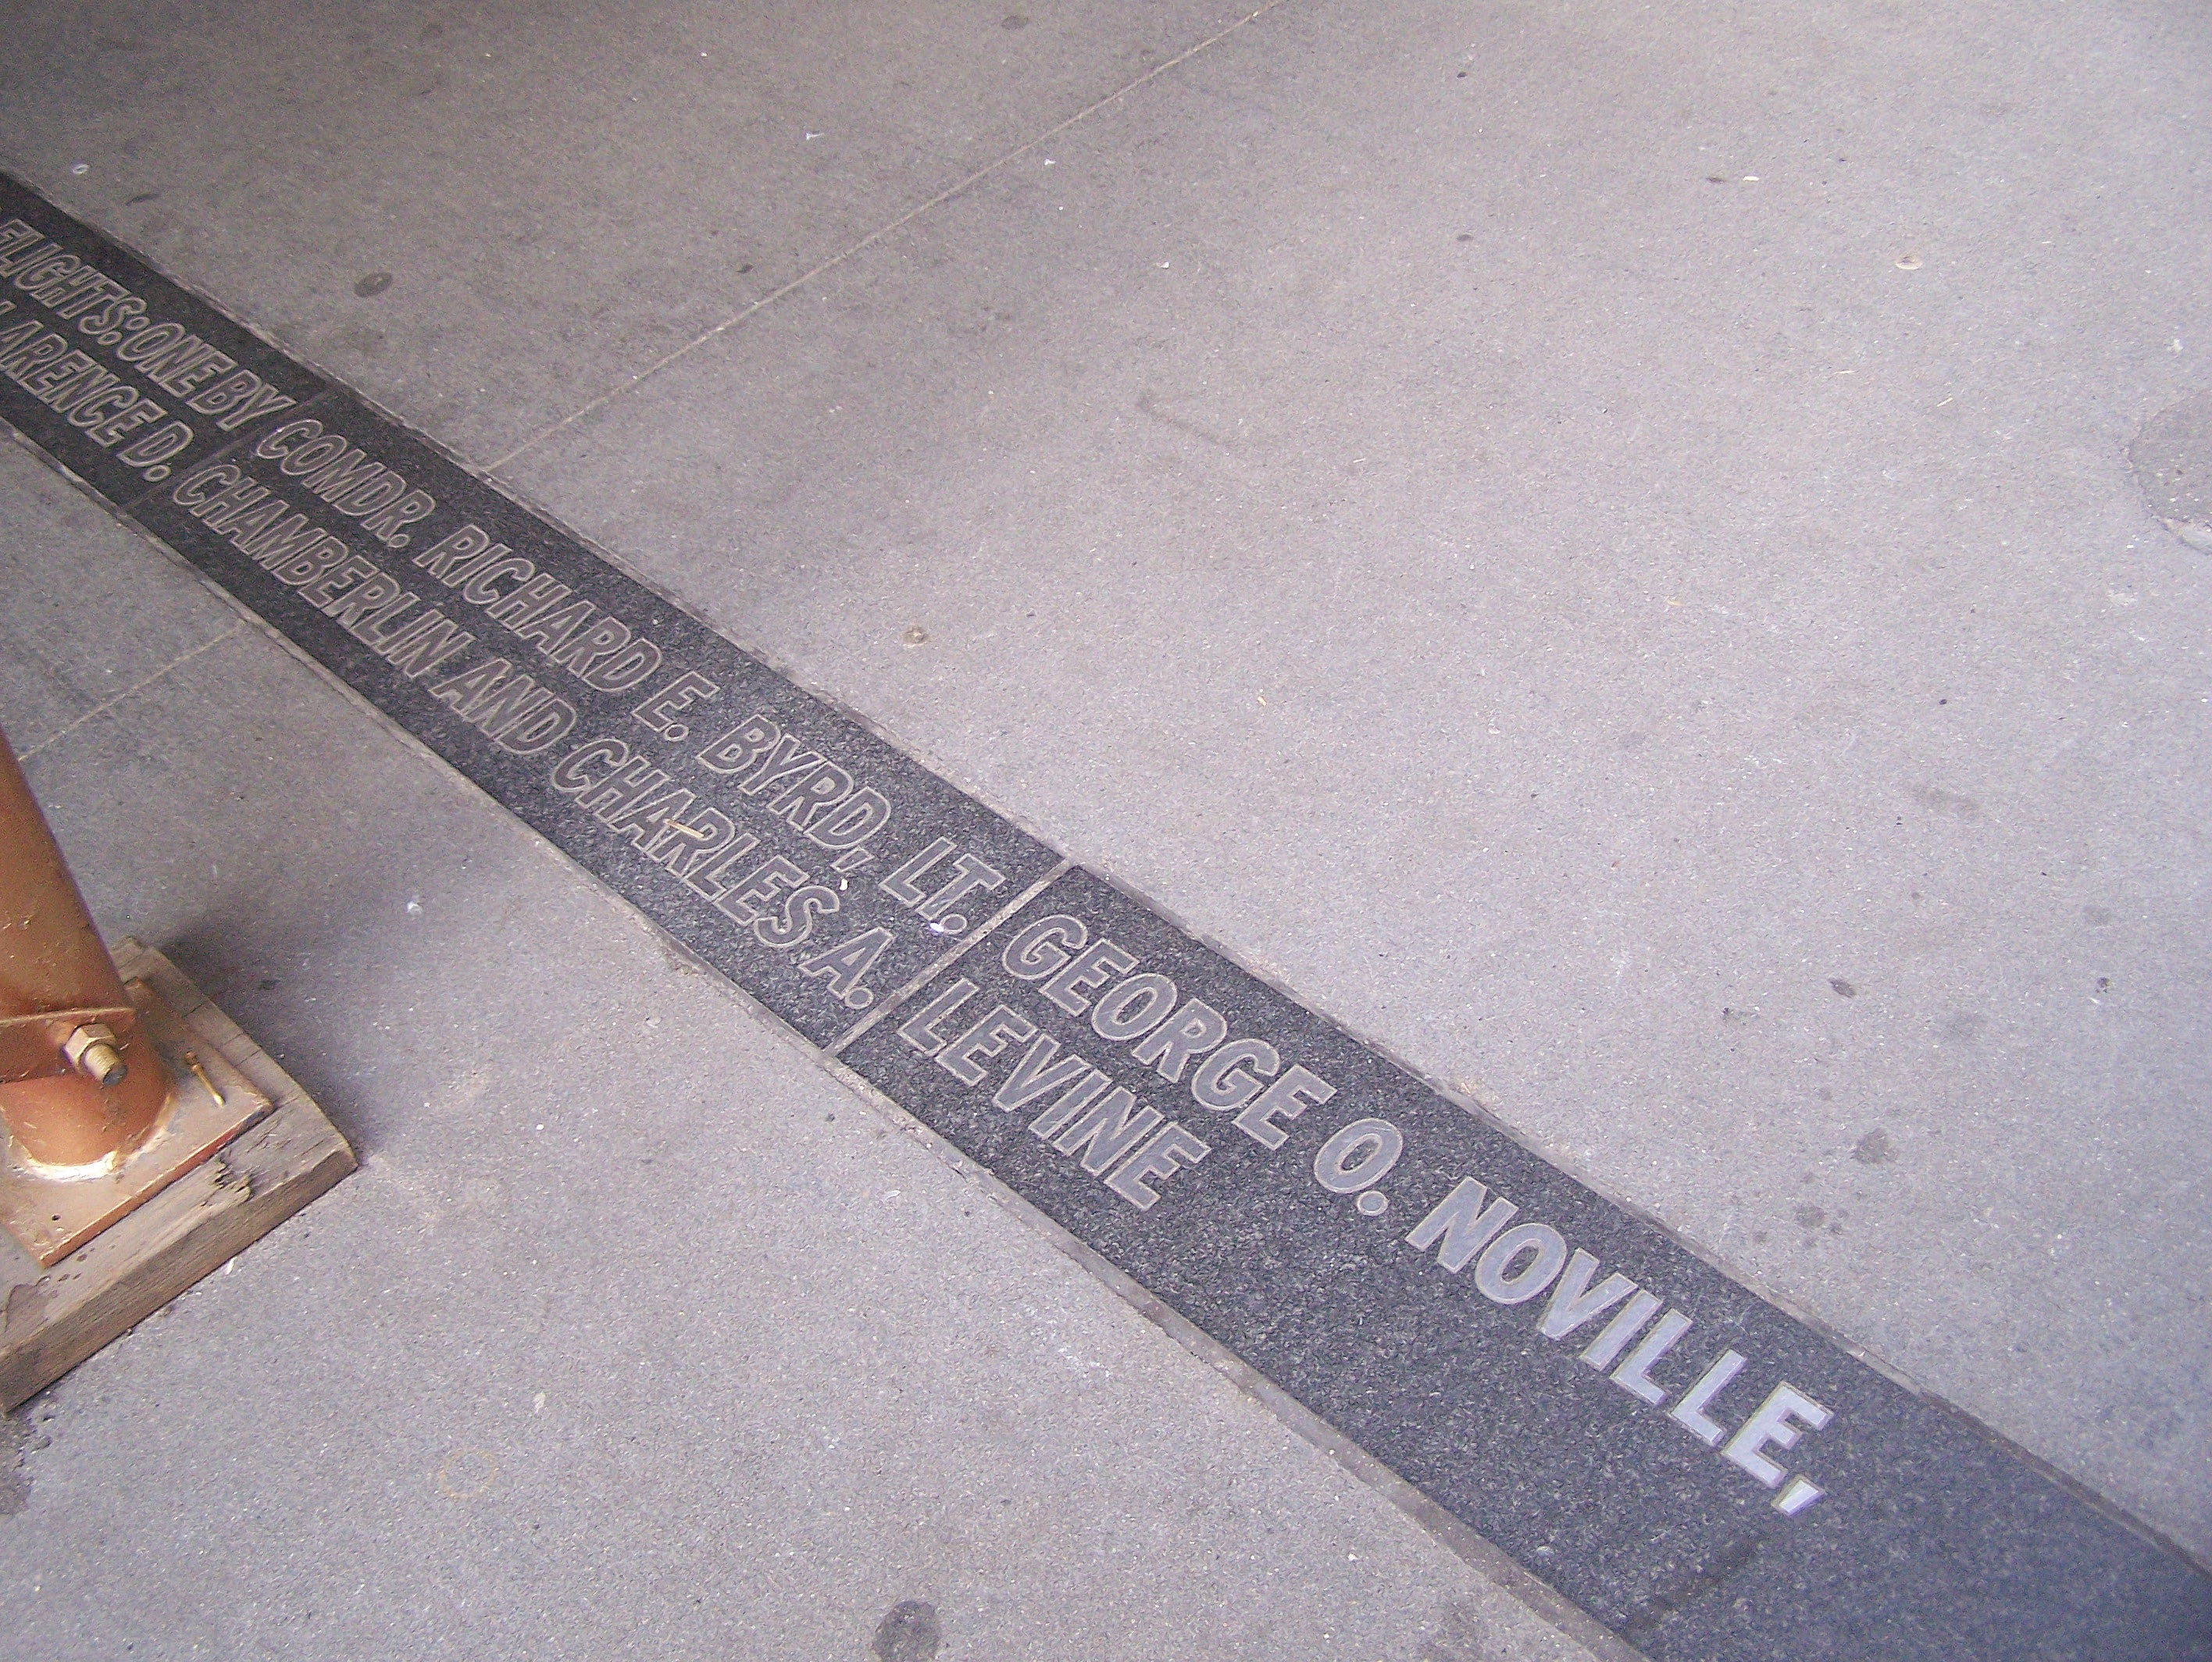 FLIGHTS: ONE BY COMDR. RICHARD E. BYRD, LT. GEORGE O. NOVILLE,
LARENCE D. CHAMBERLIN AND CHARLES A. LEVINE